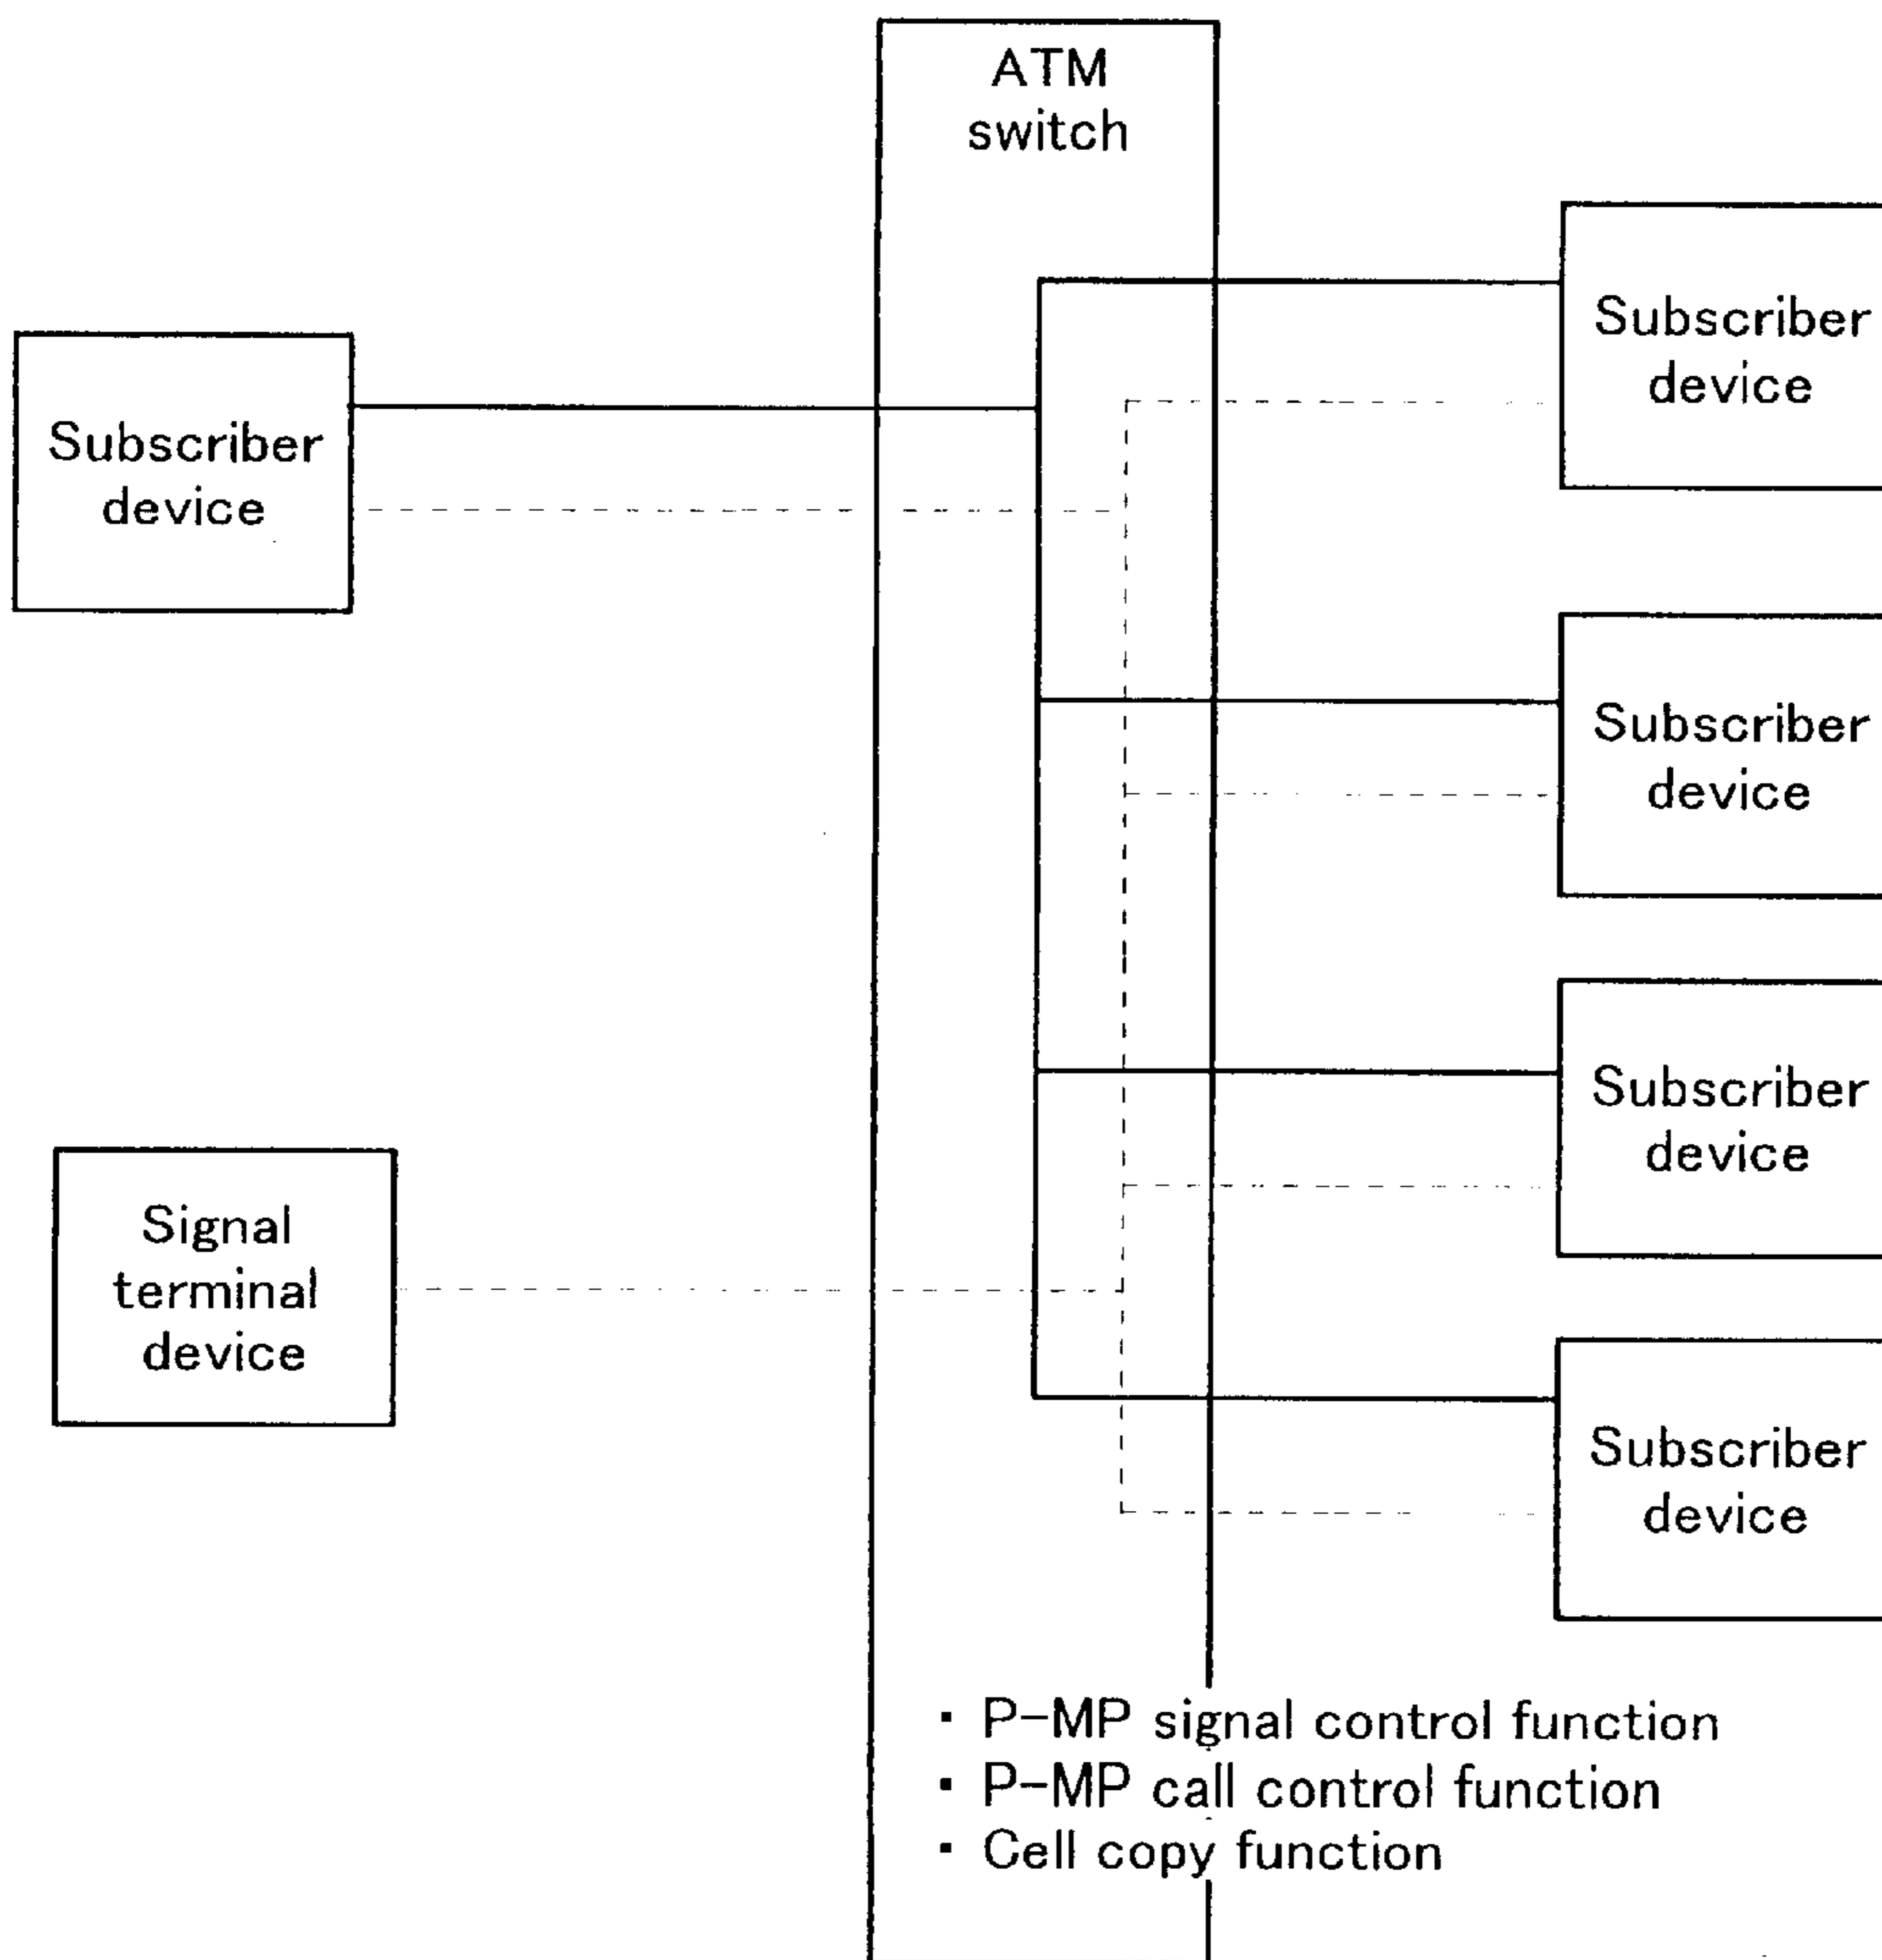 ATM
switch
Subscriber
device
Subscriber
device
Subscriber
device
Subscriber
device
Signal
terminal
device
Subscriber
device
▪ P-MP signal control function
▪ P-MP call control function
▪ Cell copy function